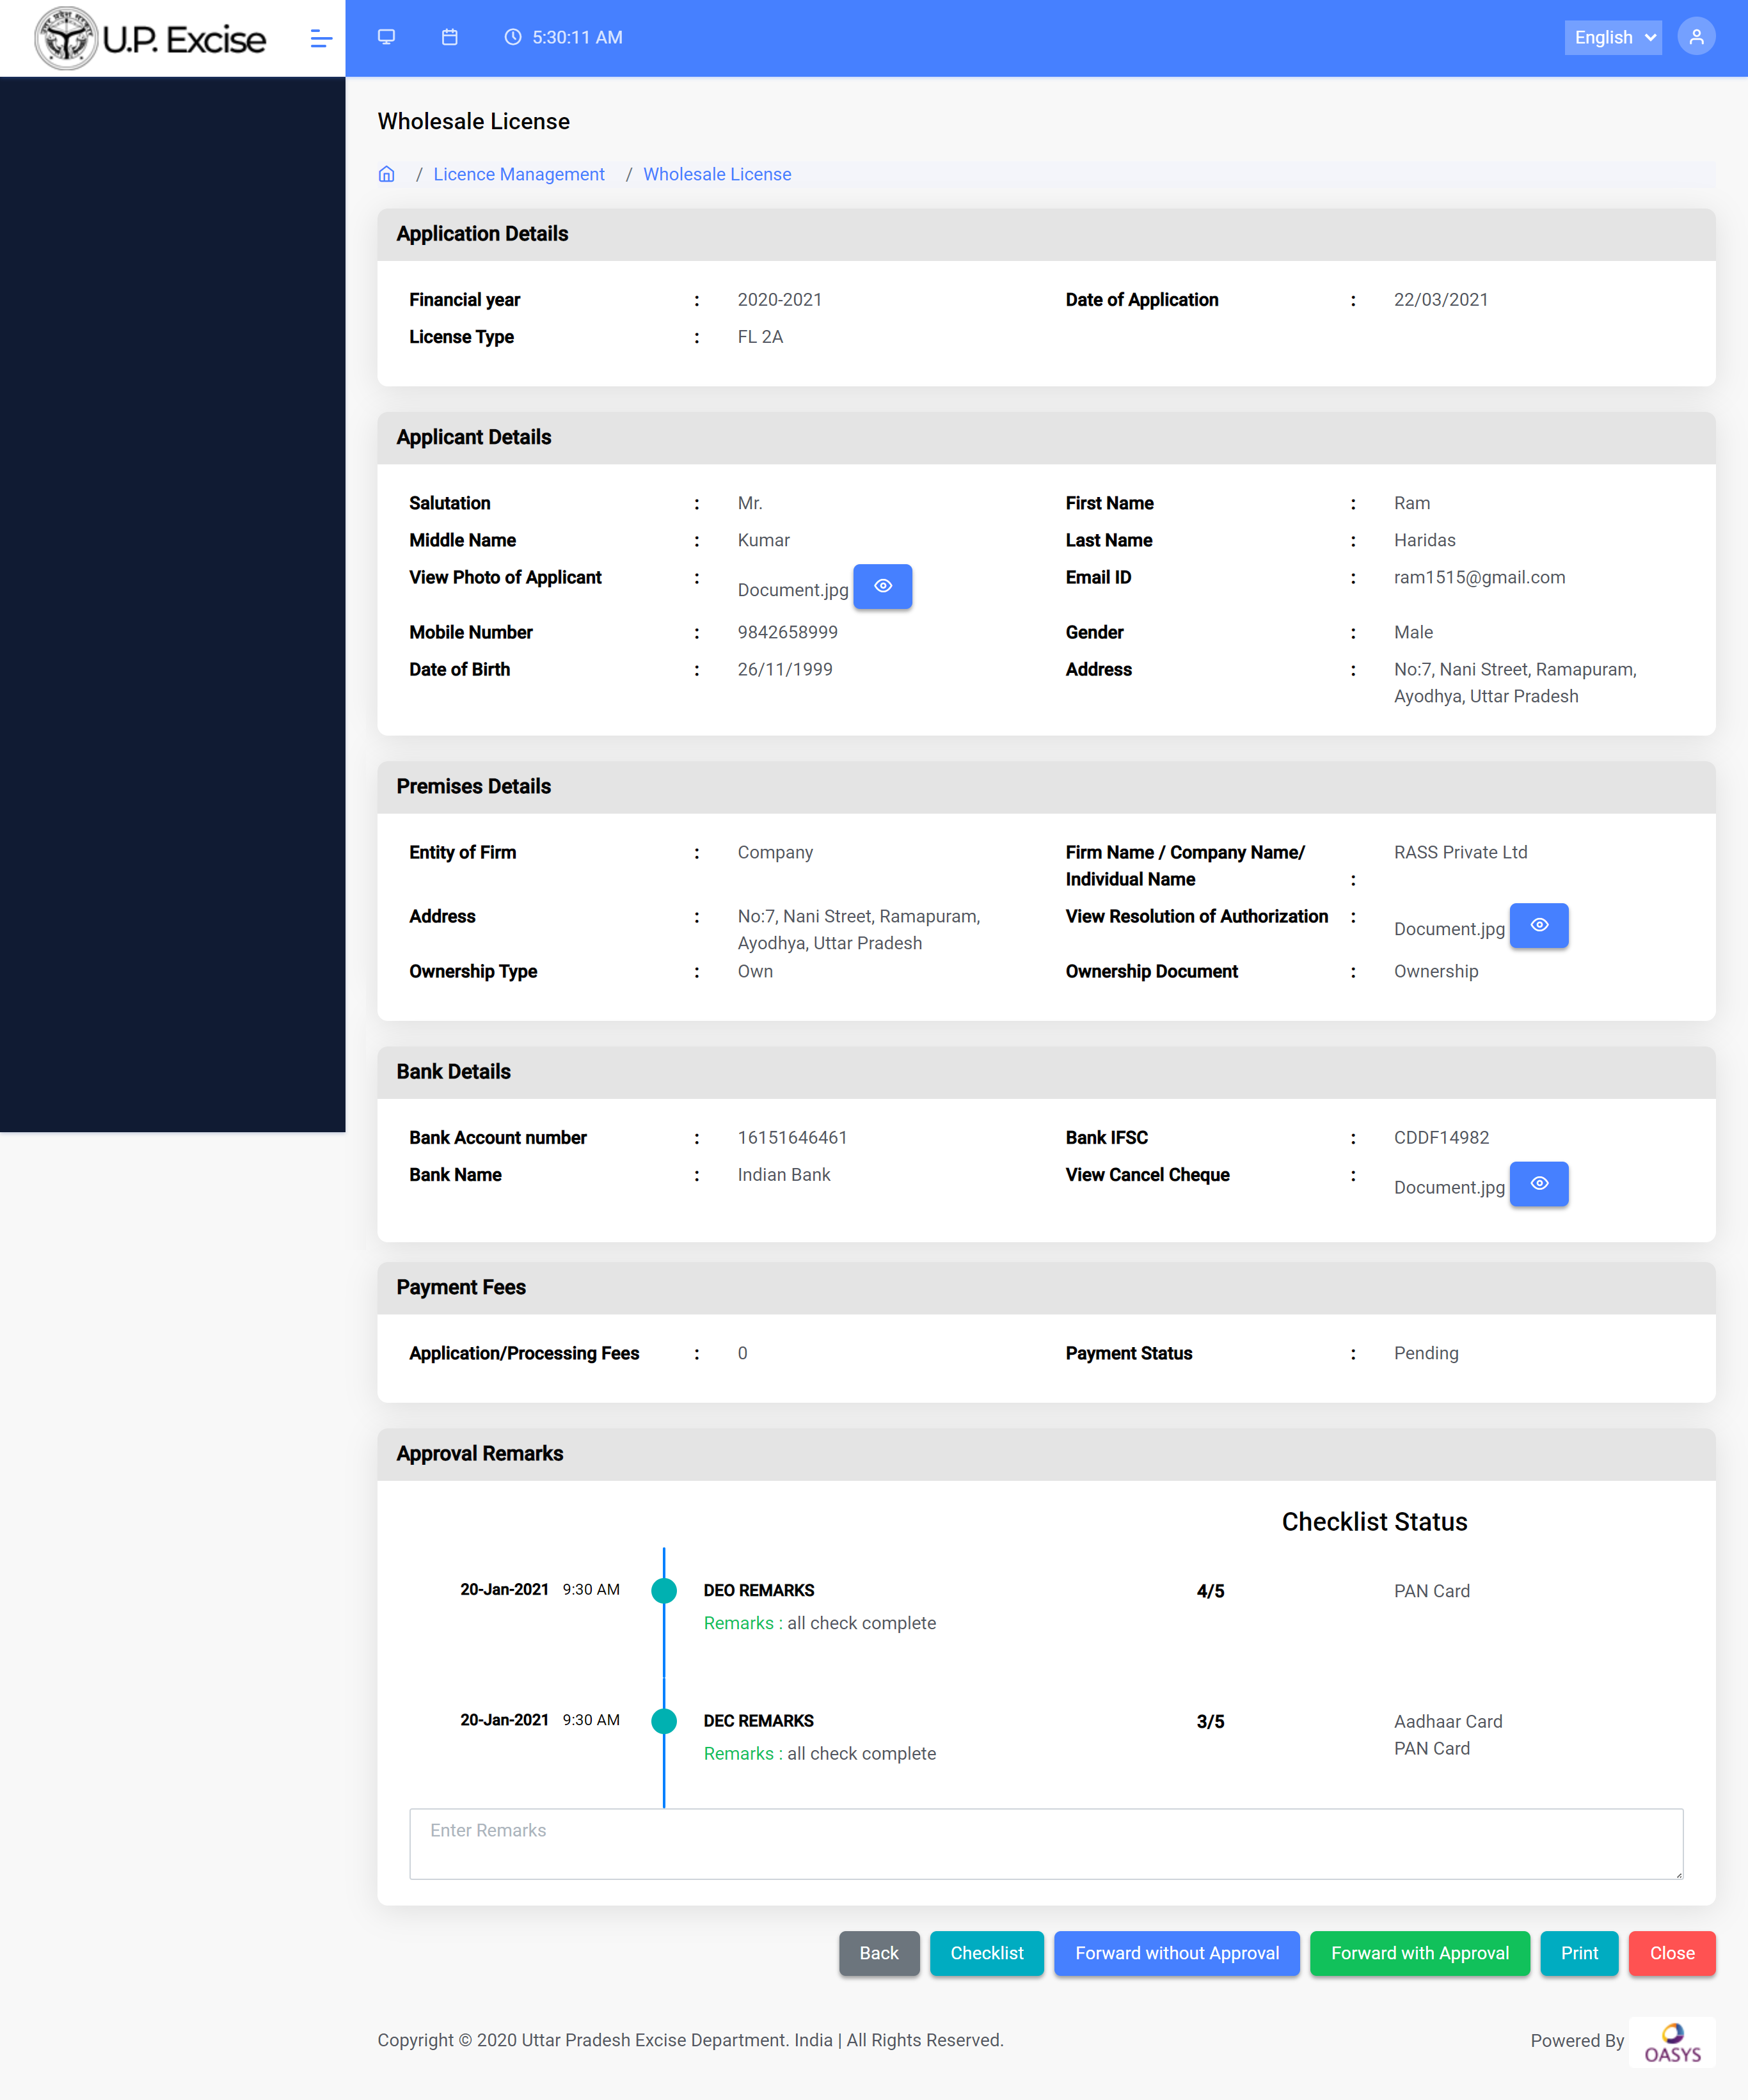 U.P. Excise
5:30:11 AM
English
Wholesale License
/ Licence Management / Wholesale License
Application Details
Financial year : 2020-2021 Date of Application : 22/03/2021
License Type : FL 2A
Applicant Details
Salutation : Mr. First Name : Ram
Middle Name : Kumar Last Name : Haridas
View Photo of Applicant : Document.jpg Email ID : ram1515@gmail.com
Mobile Number : 9842658999 Gender : Male
Date of Birth : 26/11/1999 Address : No:7, Nani Street, Ramapuram,
Ayodhya, Uttar Pradesh
Premises Details
Entity of Firm : Company Firm Name / Company Name/ RASS Private Ltd
Individual Name :
Address : No:7, Nani Street, Ramapuram, View Resolution of Authorization : Document.jpg
Ayodhya, Uttar Pradesh
Ownership Type : Own Ownership Document : Ownership
Bank Details
Bank Account number : 16151646461 Bank IFSC : CDDF14982
Bank Name : Indian Bank View Cancel Cheque : Document.jpg
Payment Fees
Application/Processing Fees : 0 Payment Status : Pending
Approval Remarks
Checklist Status
20-Jan-2021 9:30 AM DEO REMARKS 4/5 PAN Card
Remarks : all check complete
20-Jan-2021 9:30 AM DEC REMARKS 3/5 Aadhaar Card
PAN Card
Remarks : all check complete
Enter Remarks
Back Checklist Forward without Approval Forward with Approval Print Close
Copyright © 2020 Uttar Pradesh Excise Department. India | All Rights Reserved. Powered By OASYS